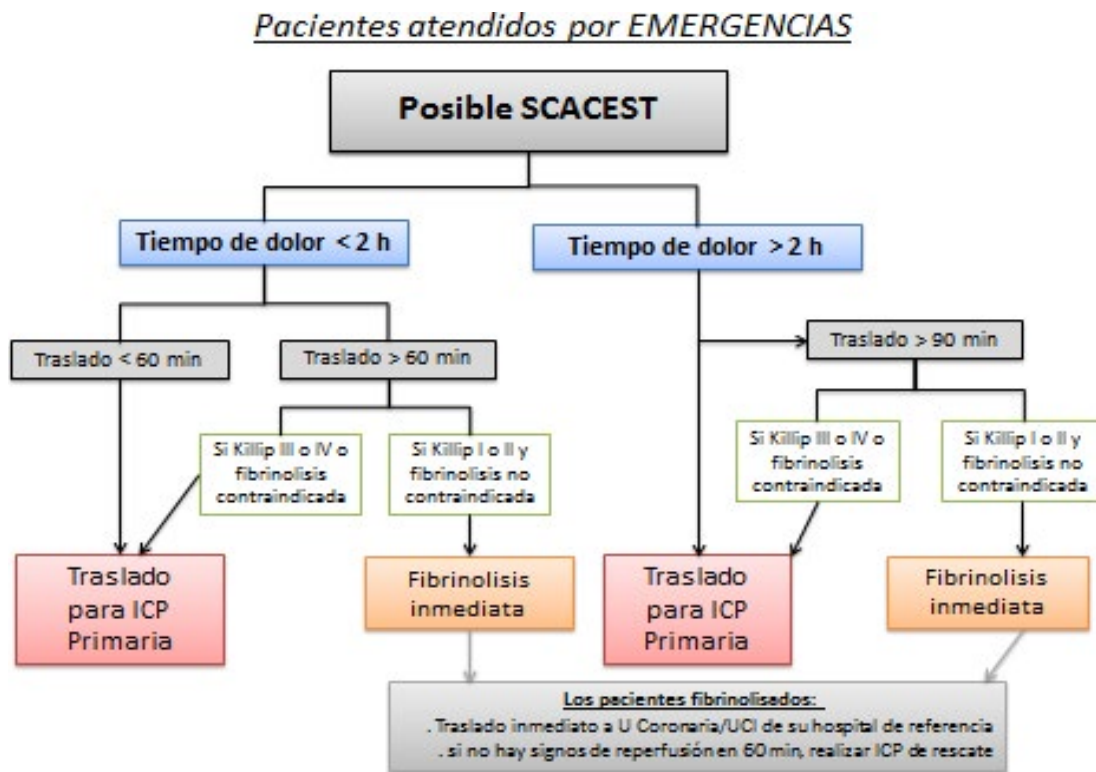 Pacientes atendidos por EMERGENCIAS
Posible SCACEST
Tiempo de dolor < 2 h
Tiempo de dolor > 2 h
Traslado < 60 min
Traslado > 60 min
Traslado > 90 min
Si Killip III o IV o
fibrinolisis
contraindicada
Si Killip I o II y
fibrinolisis no
contraindicada
Si Killip III o IV o
fibrinolisis
contraindicada
Si Killip I o II y
fibrinolisis no
contraindicada
Traslado
para ICP
Primaria
Fibrinolisis
inmediata
Traslado
para ICP
Primaria
Fibrinolisis
inmediata
Los pacientes fibrinolisados:
. Traslado inmediato a U Coronaria/UCI de su hospital de referencia
. si no hay signos de reperfusión en 60 min, realizar ICP de rescate